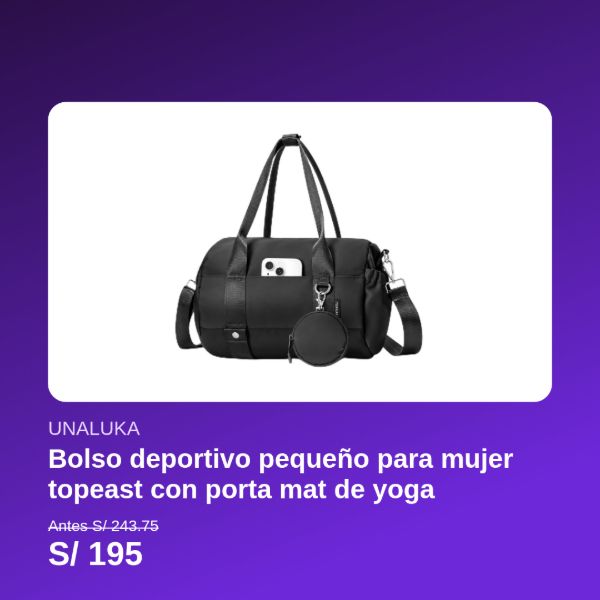 UNALUKA
Bolso deportivo pequeño para mujer
topeast con porta mat de yoga
Antes S/ 243.75
S/ 195